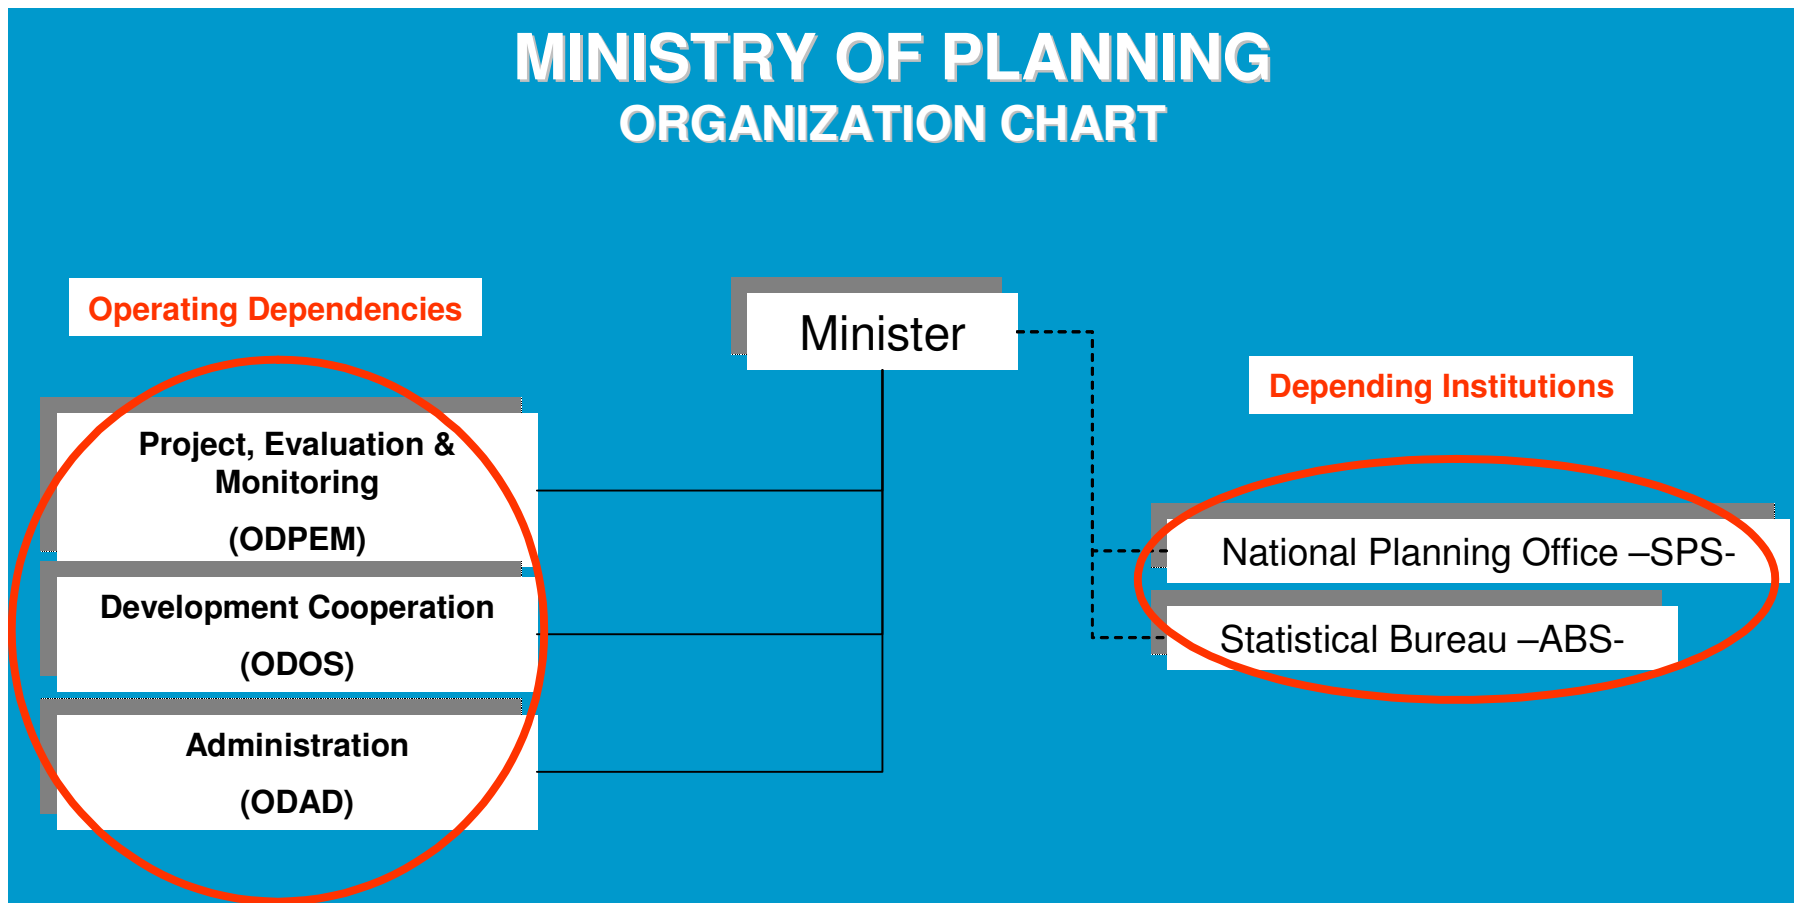 MINISTRY OF PLANNING
ORGANIZATION CHART
Operating Dependencies
Minister
Depending Institutions
Project, Evaluation &
Monitoring
(ODPEM)
Development Cooperation
(ODOS)
Administration
(ODAD)
National Planning Office –SPS-
Statistical Bureau –ABS-